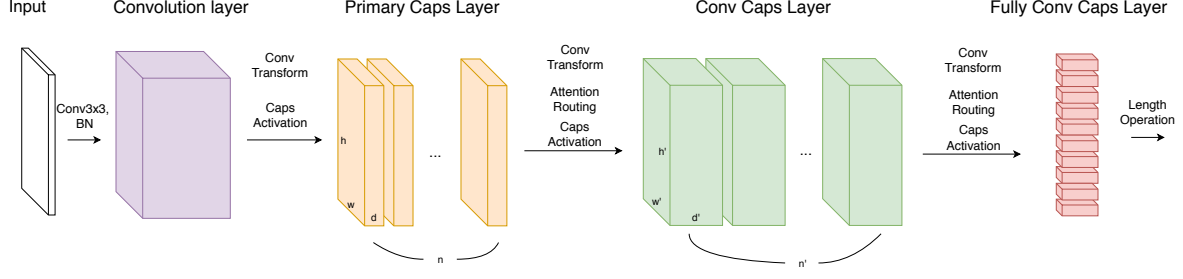 Input
Convolution layer
Primary Caps Layer
Conv Caps Layer
Fully Conv Caps Layer
Conv3x3,
BN
Conv
Transform
Caps
Activation
h
w
d
...
n
Conv
Transform
Attention
Routing
Caps
Activation
h'
w'
d'
...
n'
Conv
Transform
Attention
Routing
Caps
Activation
Length
Operation